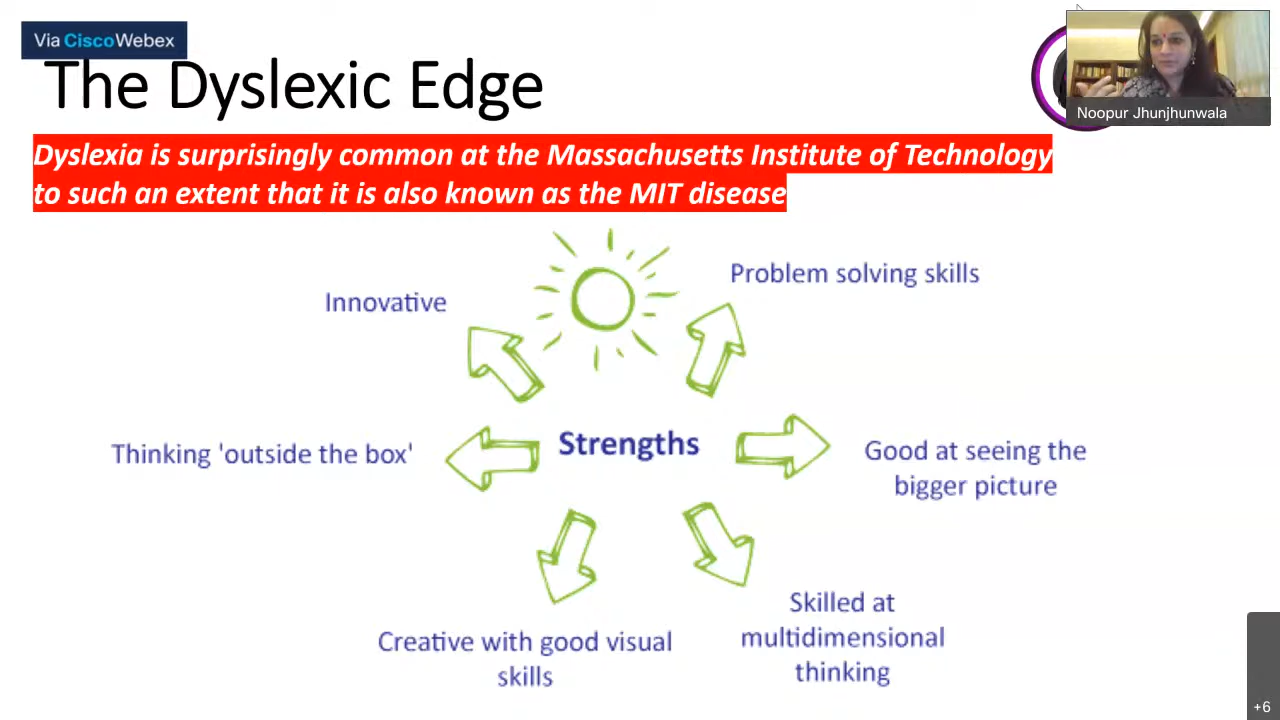 Via Cisco Webex
The Dyslexic Edge
Noopur Jhunjhunwala
Dyslexia is surprisingly common at the Massachusetts Institute of Technology
to such an extent that it is also known as the MIT disease
Innovative
Problem solving skills
Thinking 'outside the box'
Strengths
Good at seeing the
bigger picture
Creative with good visual
skills
Skilled at
multidimensional
thinking
+6